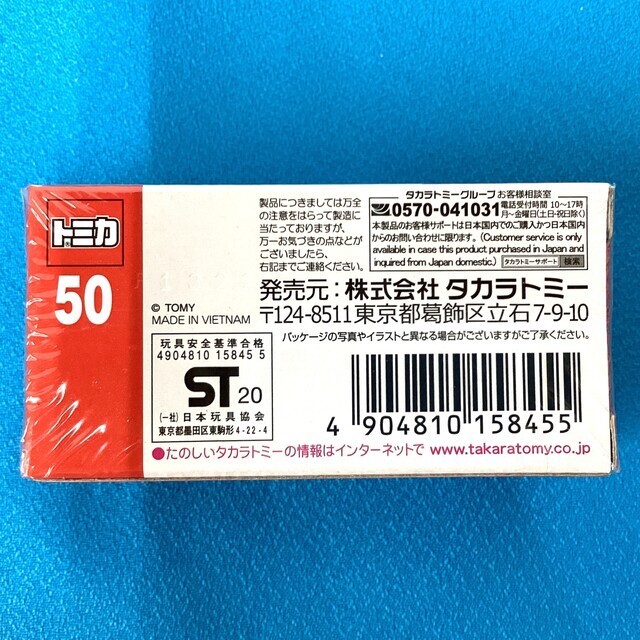 トミカ
50
製品につきましては万全
の注意をはらって製造に
当たっておりますが、
万一お気づきの点などが
ございましたら、
右記までご連絡ください。
タカラトミーグループ お客様相談室
0570-041031 電話受付時間 10〜17時
月〜金曜日(土・日・祝日除く)
本製品のお客様サポートは日本国内でのご購入かつ日本国内
からのお問い合わせに限ります。(Customer service is only
available in case this product purchased in Japan and
inquired from Japan domestic.) タカラトミーサポート 検索
© TOMY
MADE IN VIETNAM
発売元:株式会社 タカラトミー
〒124-8511 東京都葛飾区立石7-9-10
パッケージの写真やイラストと異なる場合がございますがご了承ください。
玩具安全基準合格
4904810 15845 5
ST 20
(一社)日本玩具協会
東京都墨田区東駒形4-22-4
4 904810 158455
●たのしいタカラトミーの情報はインターネットで www.takaratomy.co.jp